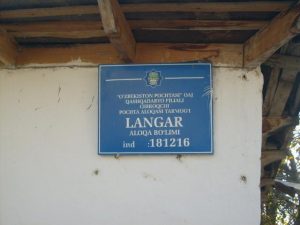 "O'ZBEKISTON POCHTASI" OAJ
QASHQADARYO FILIALI
CHIROQCHI
POCHTA ALOQASI TARMOG'I
LANGAR
ALOQA BO'LIMI
ind :181216